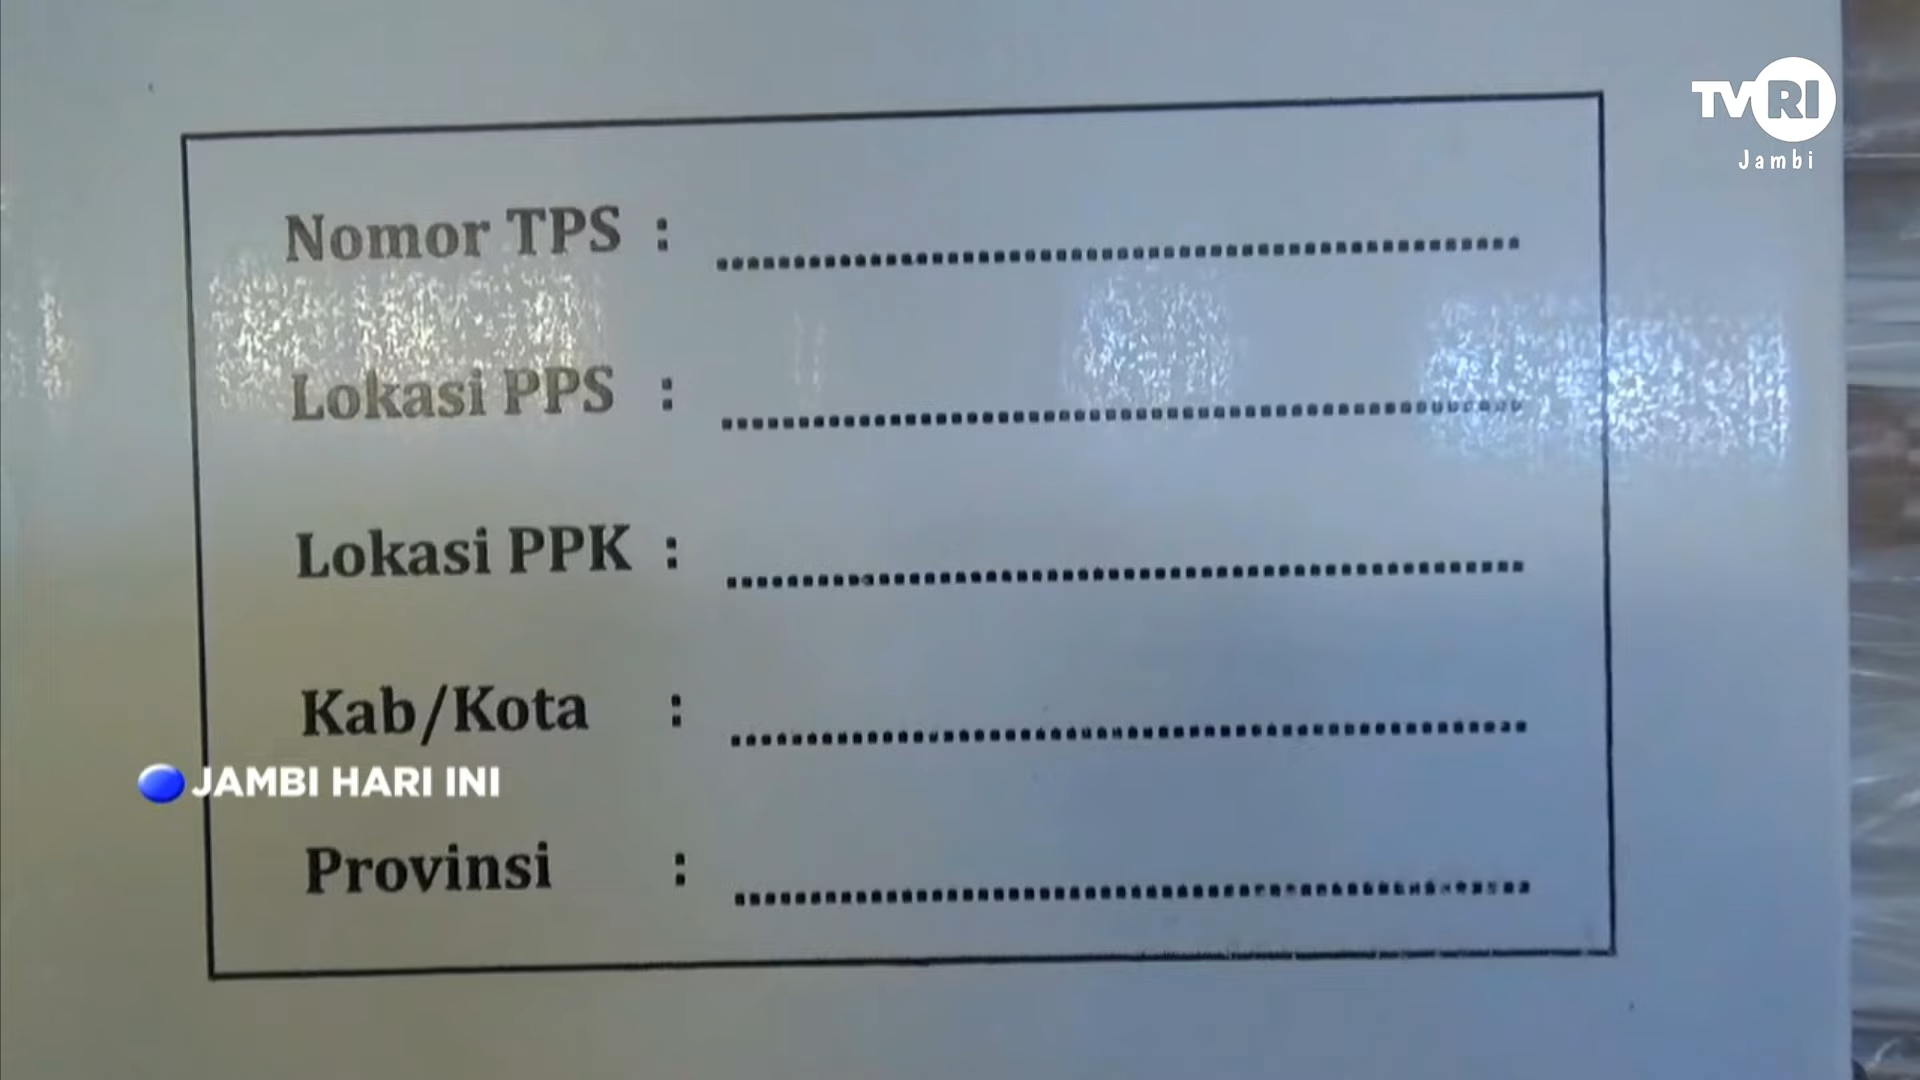 TVRI
Jambi
Nomor TPS : ........................................
Lokasi PPS : ........................................
Lokasi PPK : ........................................
Kab/Kota : ........................................
JAMBI HARI INI
Provinsi : ........................................